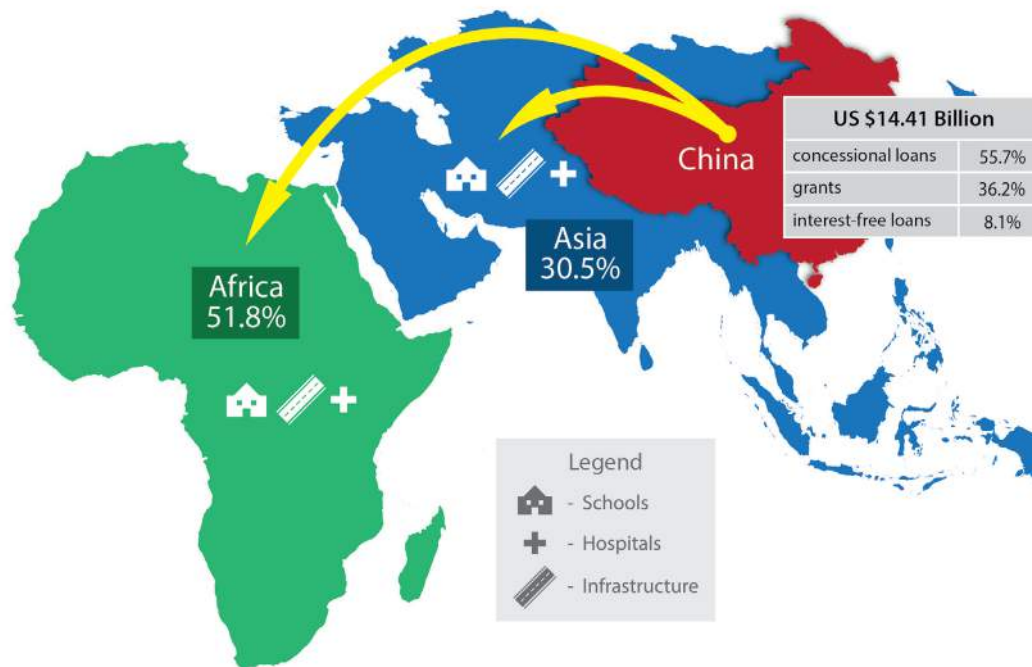 US $14.41 Billion
concessional loans 55.7%
grants 36.2%
interest-free loans 8.1%
China
Asia
30.5%
Africa
51.8%
Legend
- Schools
- Hospitals
- Infrastructure